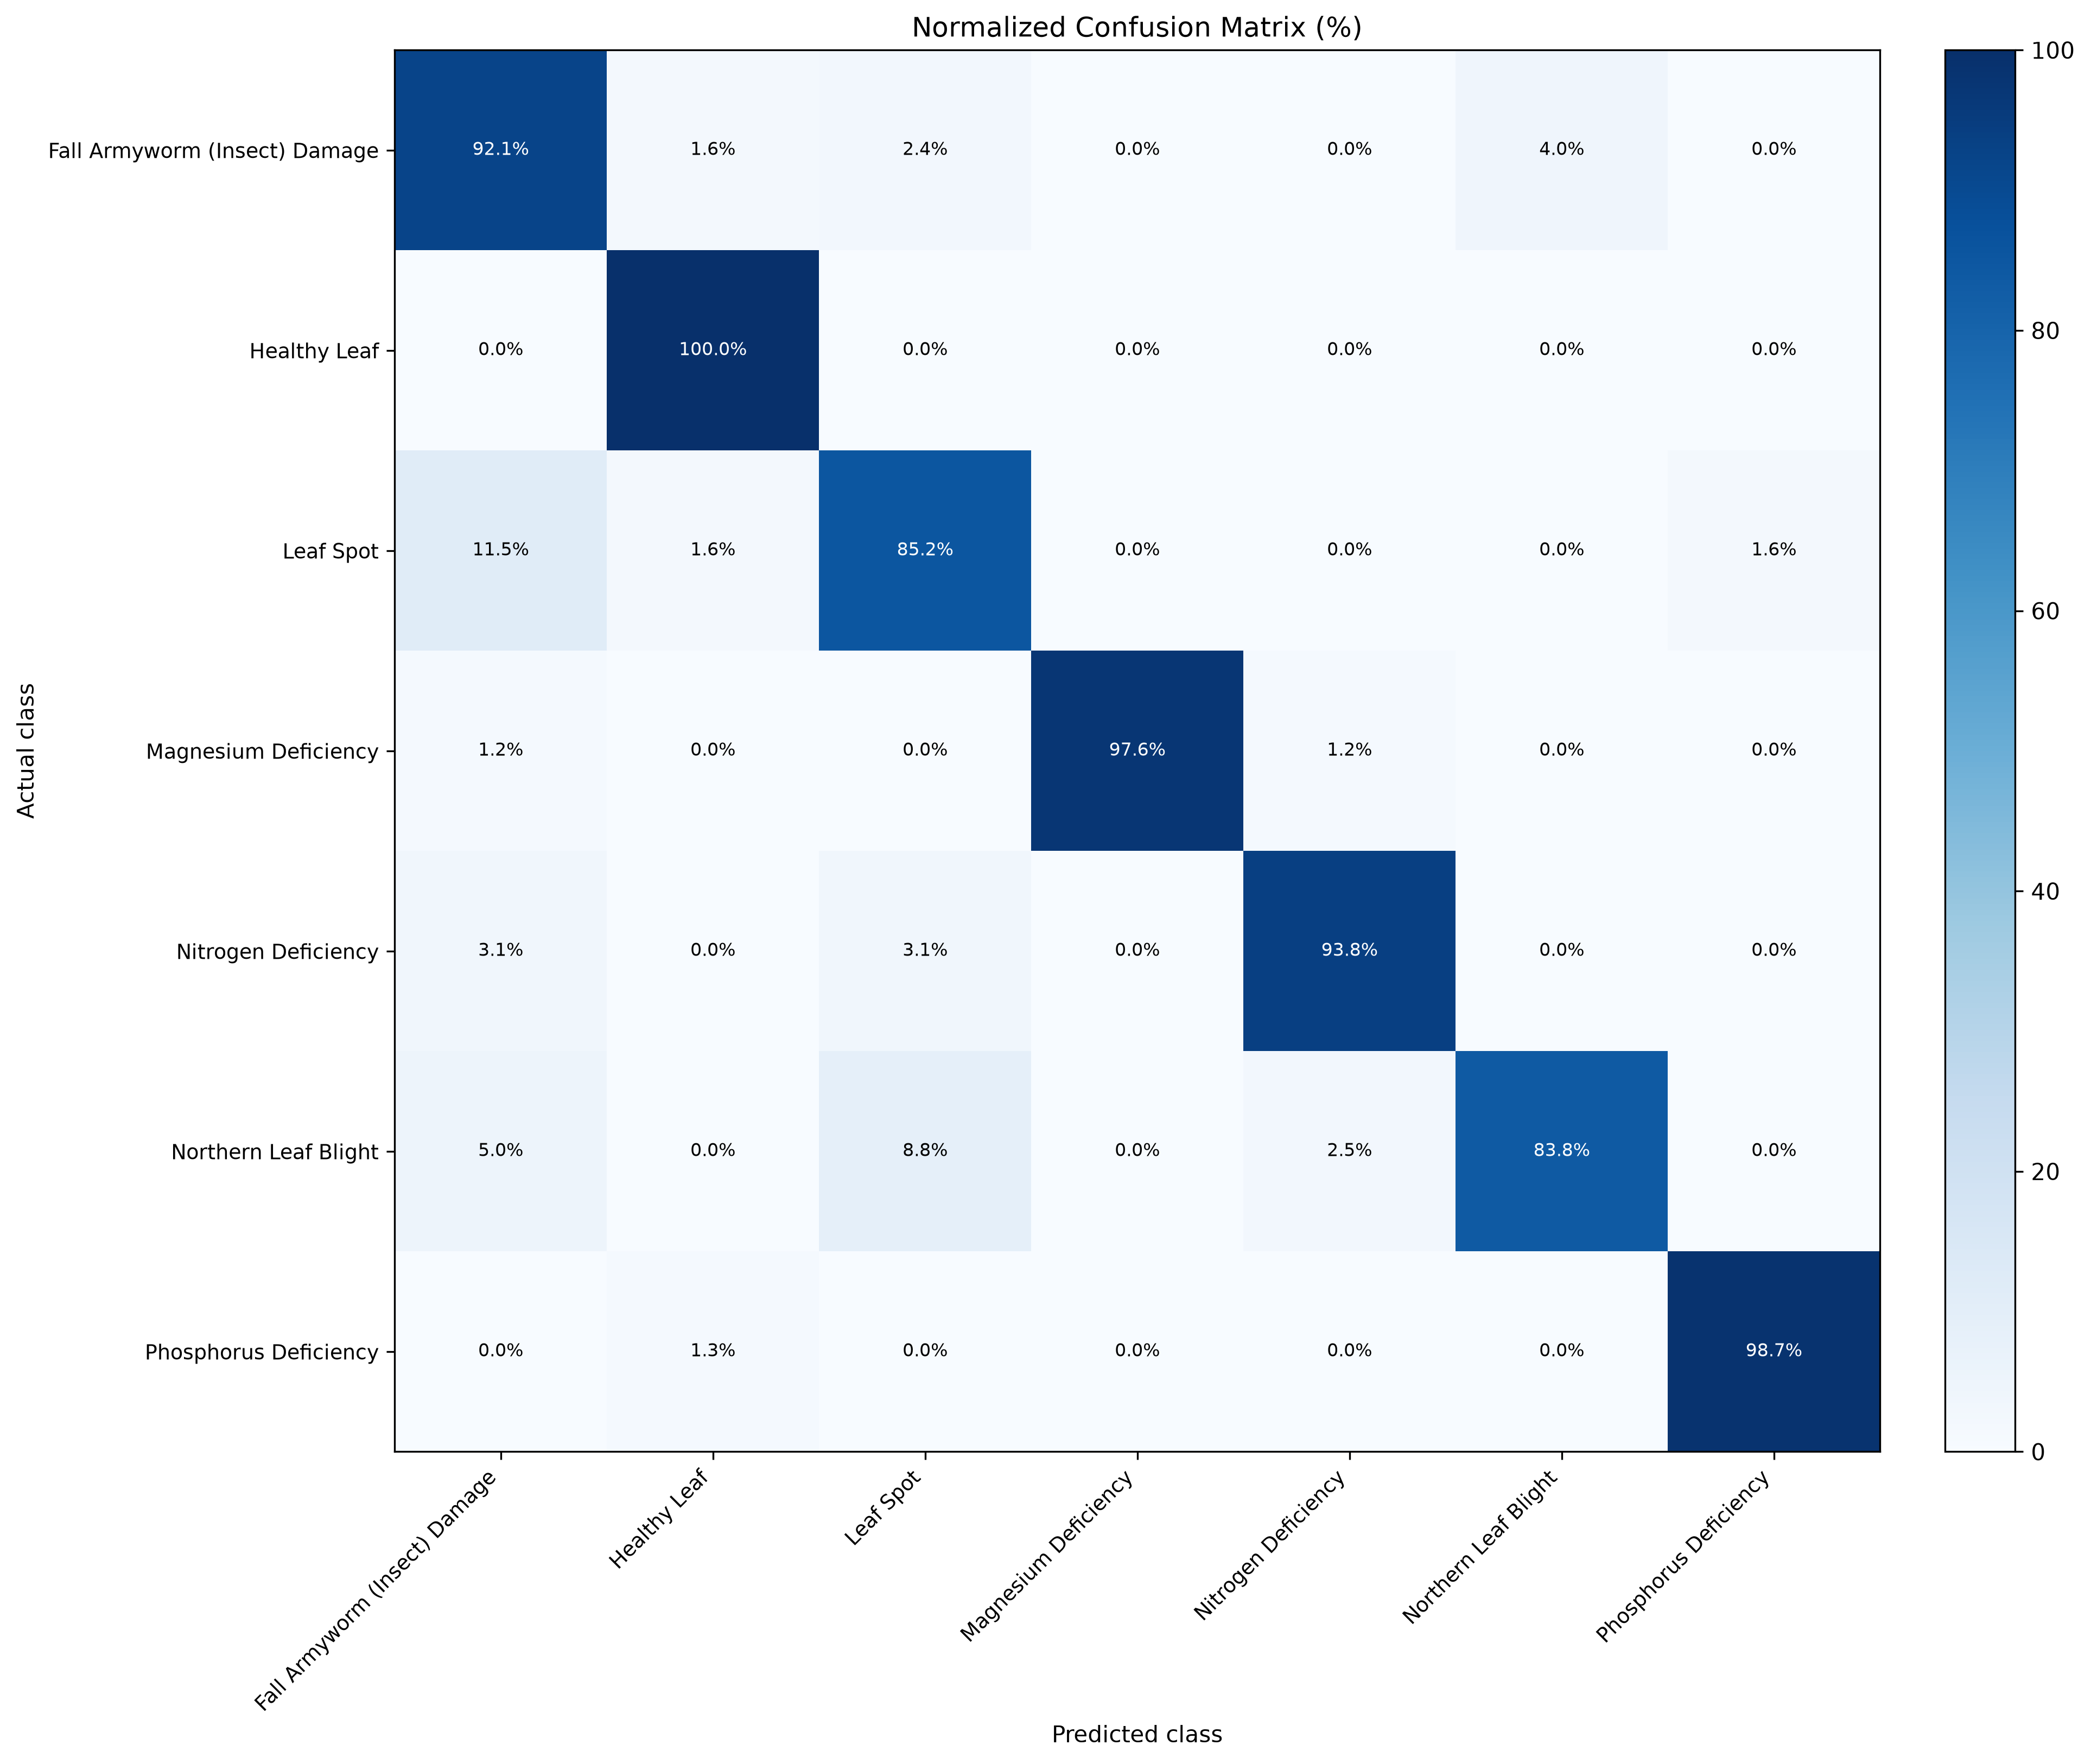 Normalized Confusion Matrix (%)
Actual class
Fall Armyworm (Insect) Damage 92.1% 1.6% 2.4% 0.0% 0.0% 4.0% 0.0%
Healthy Leaf 0.0% 100.0% 0.0% 0.0% 0.0% 0.0% 0.0%
Leaf Spot 11.5% 1.6% 85.2% 0.0% 0.0% 0.0% 1.6%
Magnesium Deficiency 1.2% 0.0% 0.0% 97.6% 1.2% 0.0% 0.0%
Nitrogen Deficiency 3.1% 0.0% 3.1% 0.0% 93.8% 0.0% 0.0%
Northern Leaf Blight 5.0% 0.0% 8.8% 0.0% 2.5% 83.8% 0.0%
Phosphorus Deficiency 0.0% 1.3% 0.0% 0.0% 0.0% 0.0% 98.7%
Fall Armyworm (Insect) Damage
Healthy Leaf
Leaf Spot
Magnesium Deficiency
Nitrogen Deficiency
Northern Leaf Blight
Phosphorus Deficiency
Predicted class
100
80
60
40
20
0